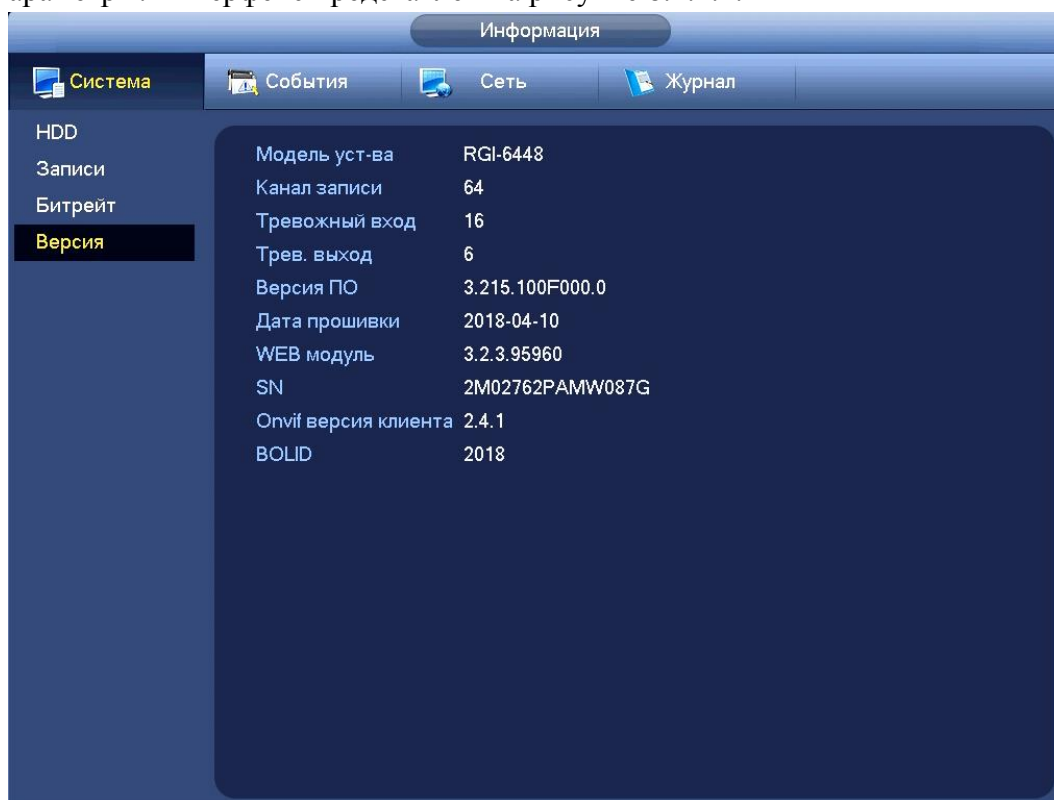 Информация
Система События Сеть Журнал
HDD
Записи
Битрейт
Версия
Модель уст-ва RGI-6448
Канал записи 64
Тревожный вход 16
Трев. выход 6
Версия ПО 3.215.100F000.0
Дата прошивки 2018-04-10
WEB модуль 3.2.3.95960
SN 2M02762PAMW087G
Onvif версия клиента 2.4.1
BOLID 2018